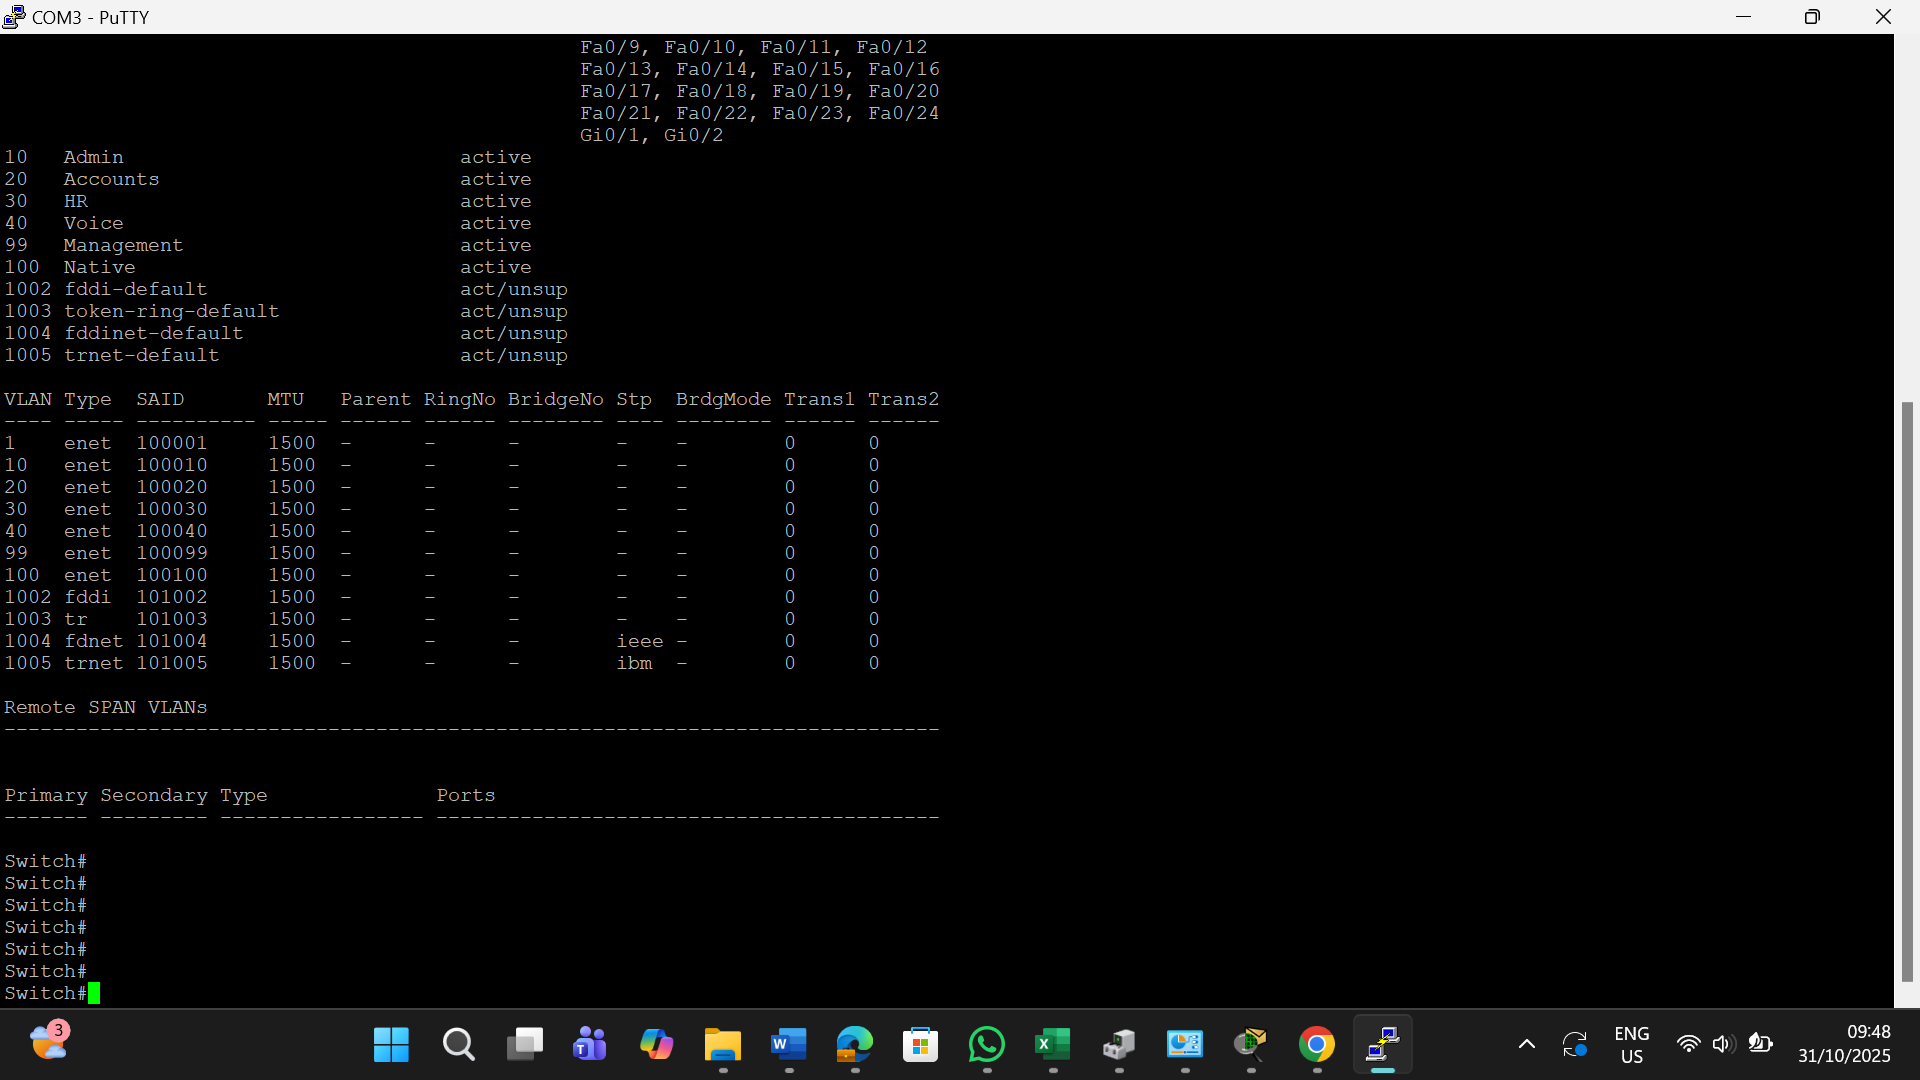 COM3 - PuTTY
Fa0/9, Fa0/10, Fa0/11, Fa0/12
Fa0/13, Fa0/14, Fa0/15, Fa0/16
Fa0/17, Fa0/18, Fa0/19, Fa0/20
Fa0/21, Fa0/22, Fa0/23, Fa0/24
Gi0/1, Gi0/2
10   Admin                            active
20   Accounts                         active
30   HR                               active
40   Voice                            active
99   Management                       active
100  Native                           active
1002 fddi-default                     act/unsup
1003 token-ring-default               act/unsup
1004 fddinet-default                  act/unsup
1005 trnet-default                    act/unsup
VLAN Type  SAID       MTU   Parent RingNo BridgeNo Stp  BrdgMode Trans1 Trans2
---- ----- ---------- ----- ------ ------ -------- ---- -------- ------ ------
1    enet  100001     1500  -      -      -        -    -        0      0
10   enet  100010     1500  -      -      -        -    -        0      0
20   enet  100020     1500  -      -      -        -    -        0      0
30   enet  100030     1500  -      -      -        -    -        0      0
40   enet  100040     1500  -      -      -        -    -        0      0
99   enet  100099     1500  -      -      -        -    -        0      0
100  enet  100100     1500  -      -      -        -    -        0      0
1002 fddi  101002     1500  -      -      -        -    -        0      0
1003 tr    101003     1500  -      -      -        -    -        0      0
1004 fdnet 101004     1500  -      -      -        ieee -        0      0
1005 trnet 101005     1500  -      -      -        ibm  -        0      0
Remote SPAN VLANs
------------------------------------------------------------------------------
Primary Secondary Type              Ports
------- --------- ----------------- ------------------------------------------
Switch#
Switch#
Switch#
Switch#
Switch#
Switch#
Switch#
3
ENG
US
09:48
31/10/2025